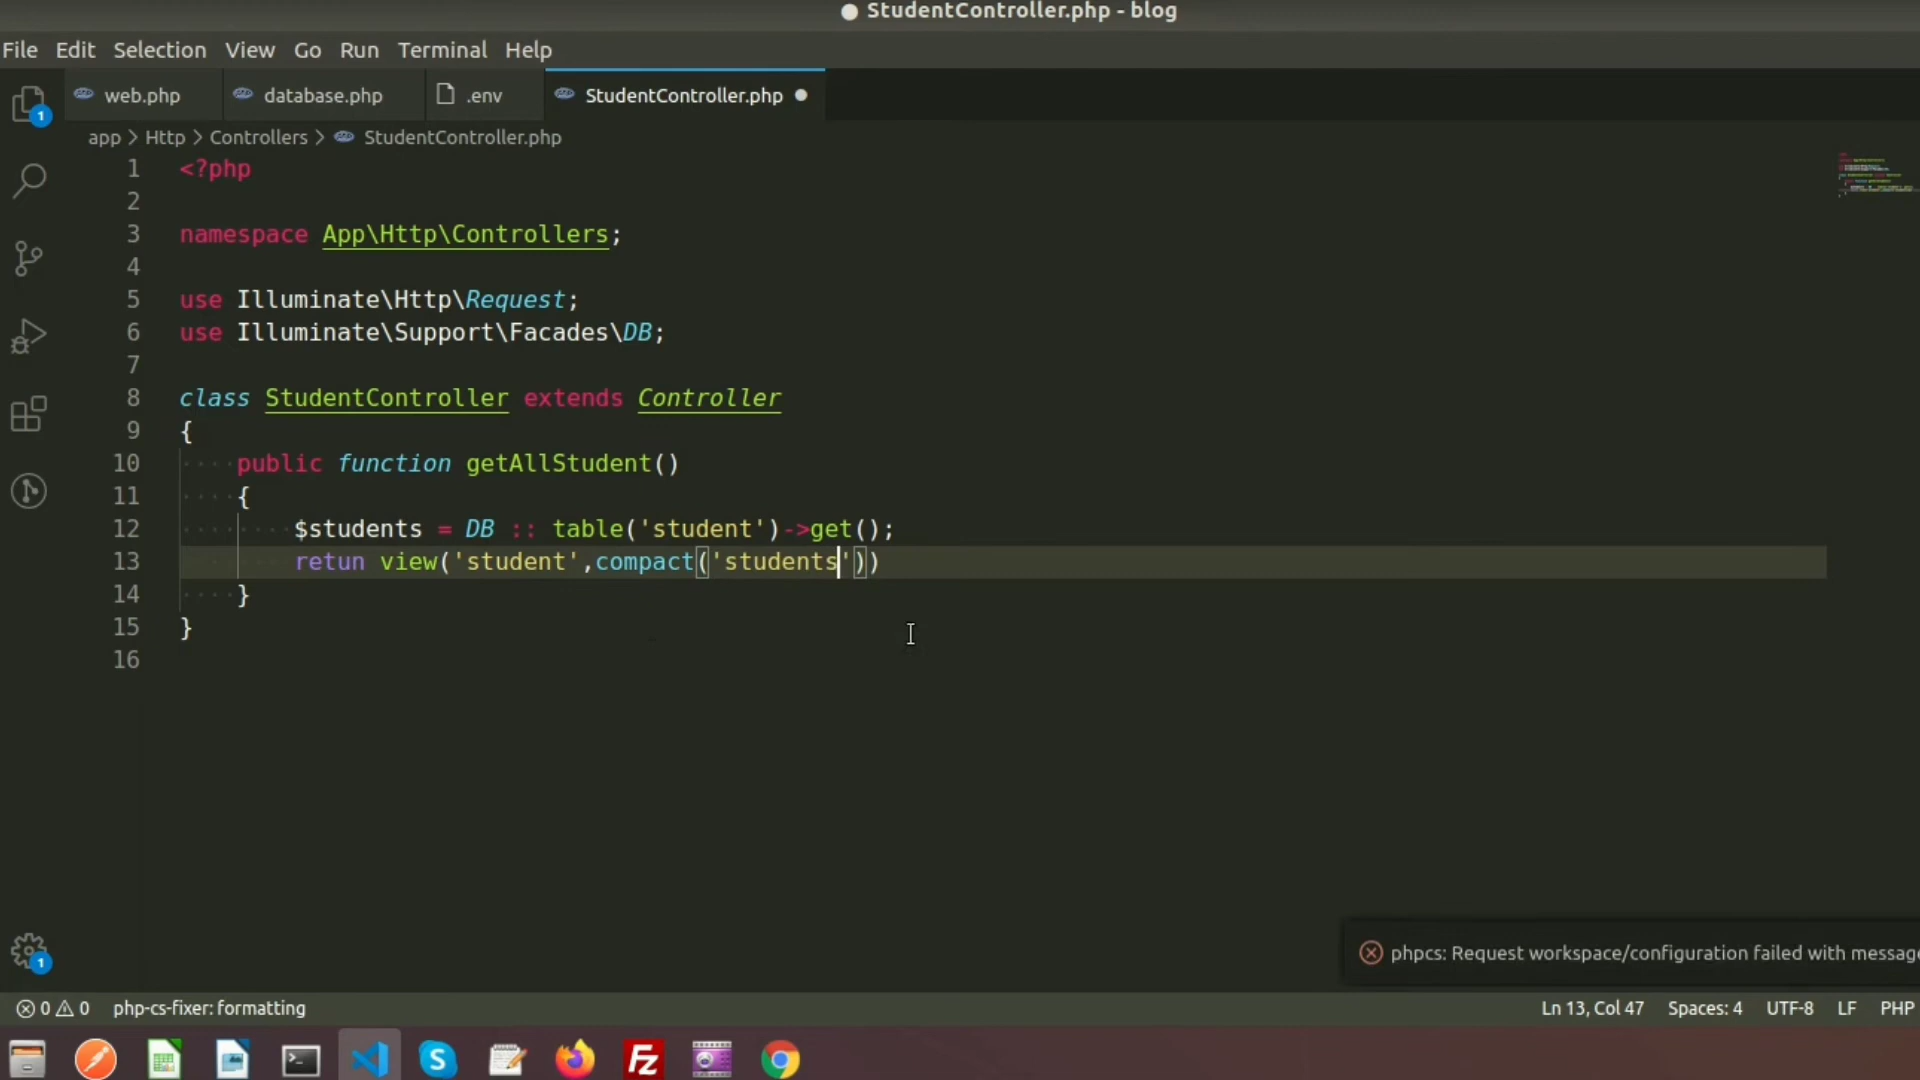 StudentController.php - blog
File Edit Selection View Go Run Terminal Help
web.php database.php .env StudentController.php
app > Http > Controllers > StudentController.php
1 <?php
2
3 namespace App\Http\Controllers;
4
5 use Illuminate\Http\Request;
6 use Illuminate\Support\Facades\DB;
7
8 class StudentController extends Controller
9 {
10 public function getAllStudent()
11 {
12 $students = DB :: table('student')->get();
13 retun view('student',compact('students'))
14 }
15 }
16
1
1
phpcs: Request workspace/configuration failed with message
0 0 php-cs-fixer: formatting Ln 13, Col 47 Spaces: 4 UTF-8 LF PHP
S Fz